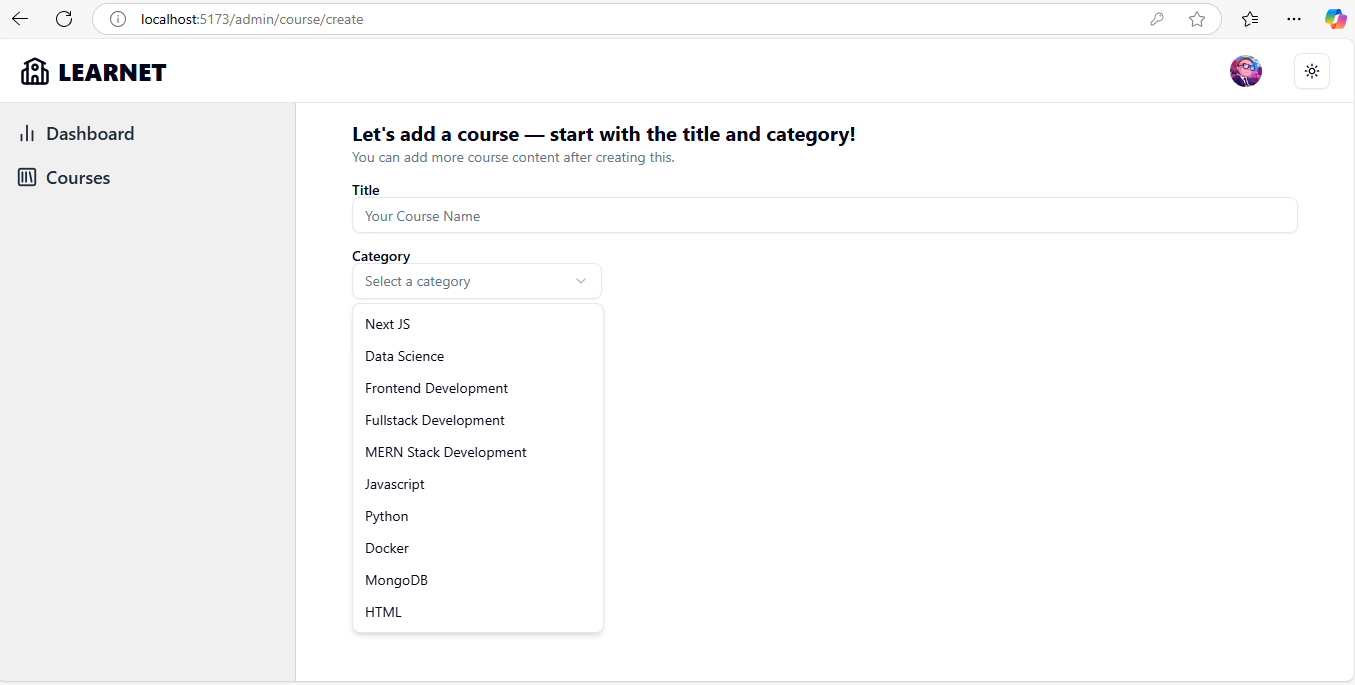 localhost:5173/admin/course/create
LEARNET
Dashboard
Courses
Let's add a course — start with the title and category!
You can add more course content after creating this.
Title
Your Course Name
Category
Select a category
Next JS
Data Science
Frontend Development
Fullstack Development
MERN Stack Development
Javascript
Python
Docker
MongoDB
HTML